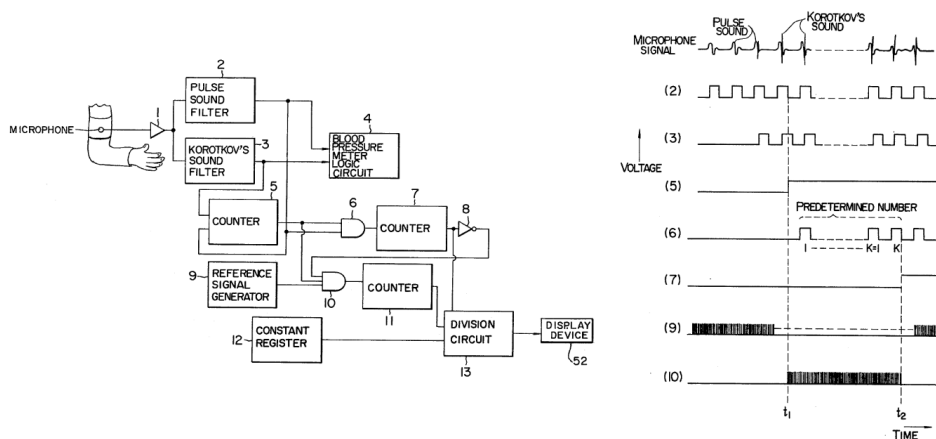 2
PULSE
SOUND
FILTER
1
MICROPHONE
3
KOROTKOV'S
SOUND
FILTER
4
BLOOD
PRESSURE
METER
LOGIC
CIRCUIT
5
COUNTER
6
7
COUNTER
8
9
REFERENCE
SIGNAL
GENERATOR
10
COUNTER
11
12
CONSTANT
REGISTER
DIVISION
CIRCUIT
13
DISPLAY
DEVICE
52
PULSE
SOUND
KOROTKOV'S
SOUND
MICROPHONE
SIGNAL
(2)
(3)
VOLTAGE
(5)
PREDETERMINED NUMBER
(6)
1 K=1 K
(7)
(9)
(10)
t1 t2
TIME